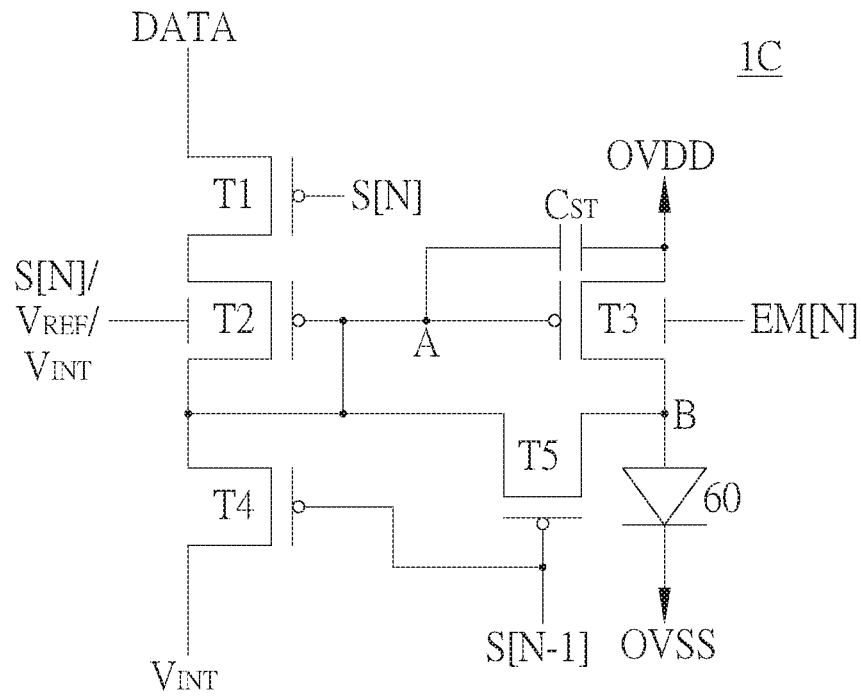 DATA
1C
OVDD
T1
S[N]
CST
S[N]/
VREF/
VINT
T2
A
T3
EM[N]
B
T5
T4
60
S[N-1]
OVSS
VINT